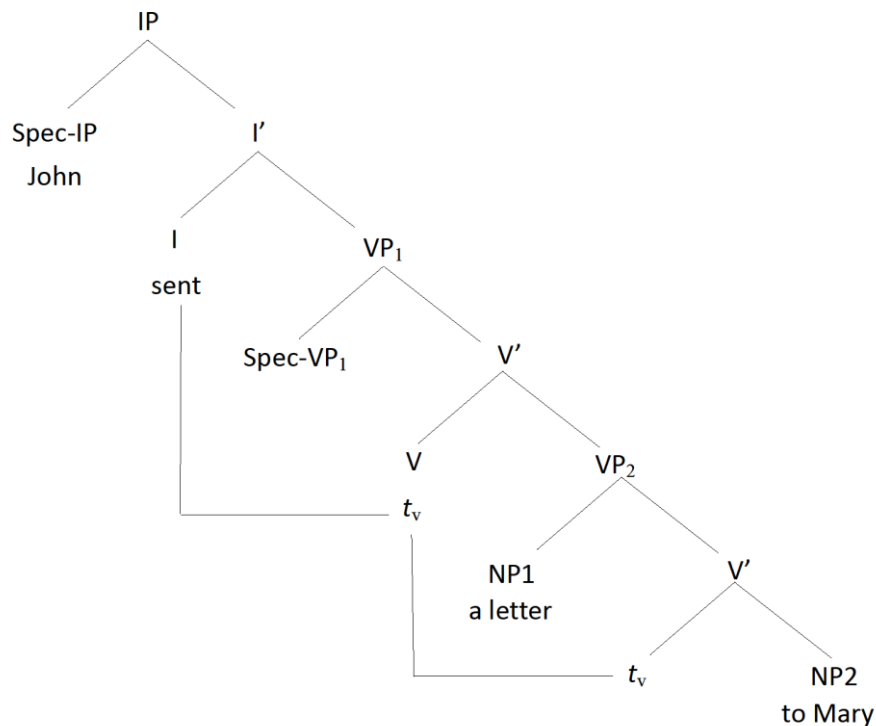 IP
Spec-IP
I’
John
I
VP₁
sent
Spec-VP₁
V’
V
VP₂
tᵥ
NP1
V’
a letter
tᵥ
NP2
to Mary